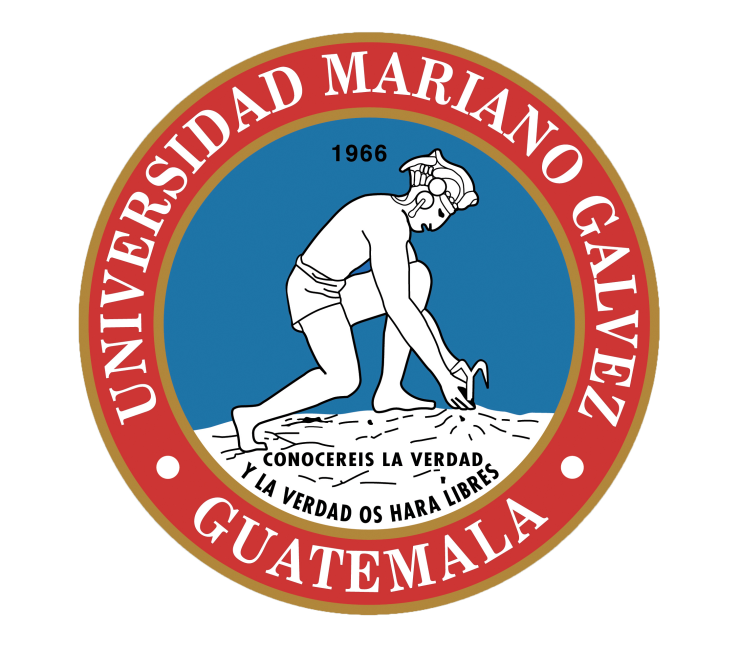 UNIVERSIDAD MARIANO GALVEZ
1966
CONOCEREIS LA VERDAD
Y LA VERDAD OS HARA LIBRES
GUATEMALA